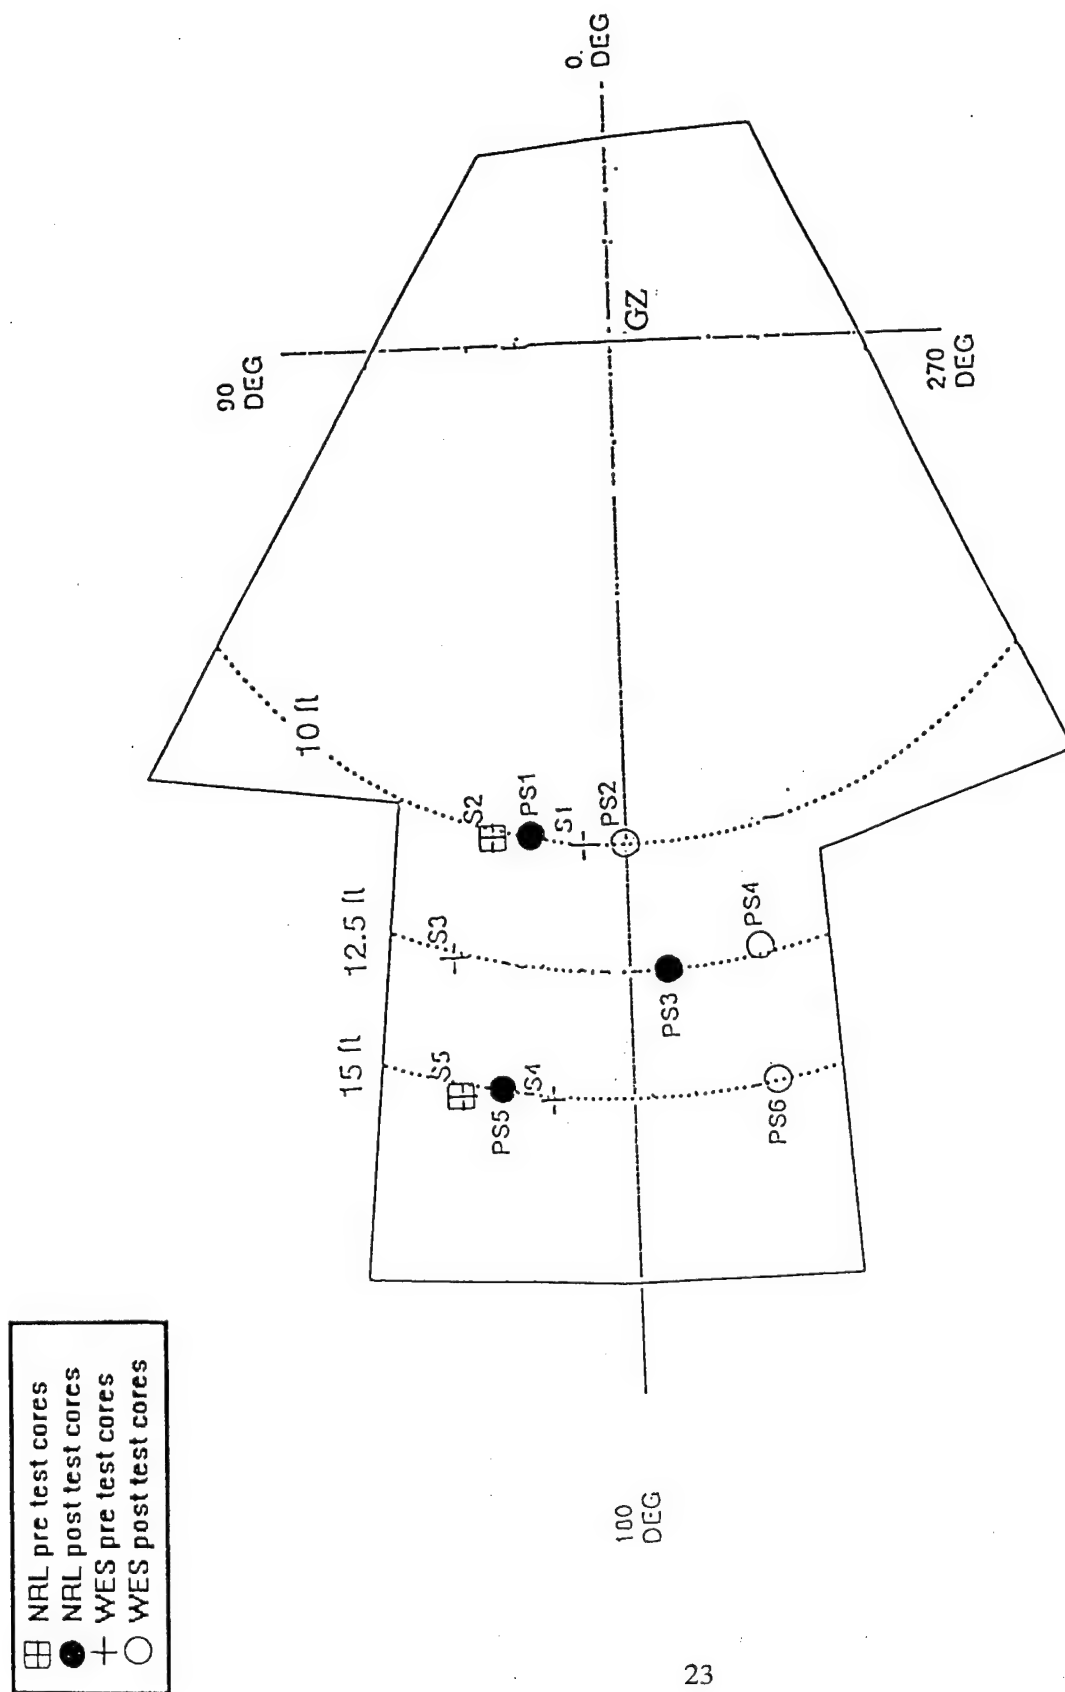 NRL pre test cores
NRL post test cores
WES pre test cores
WES post test cores
0.
DEG
90
DEG
GZ
270
DEG
10 ft
S2
PS1
S1
PS2
12.5 ft
S3
PS4
PS3
15 ft
S5
S4
PS5
PS6
180
DEG
23